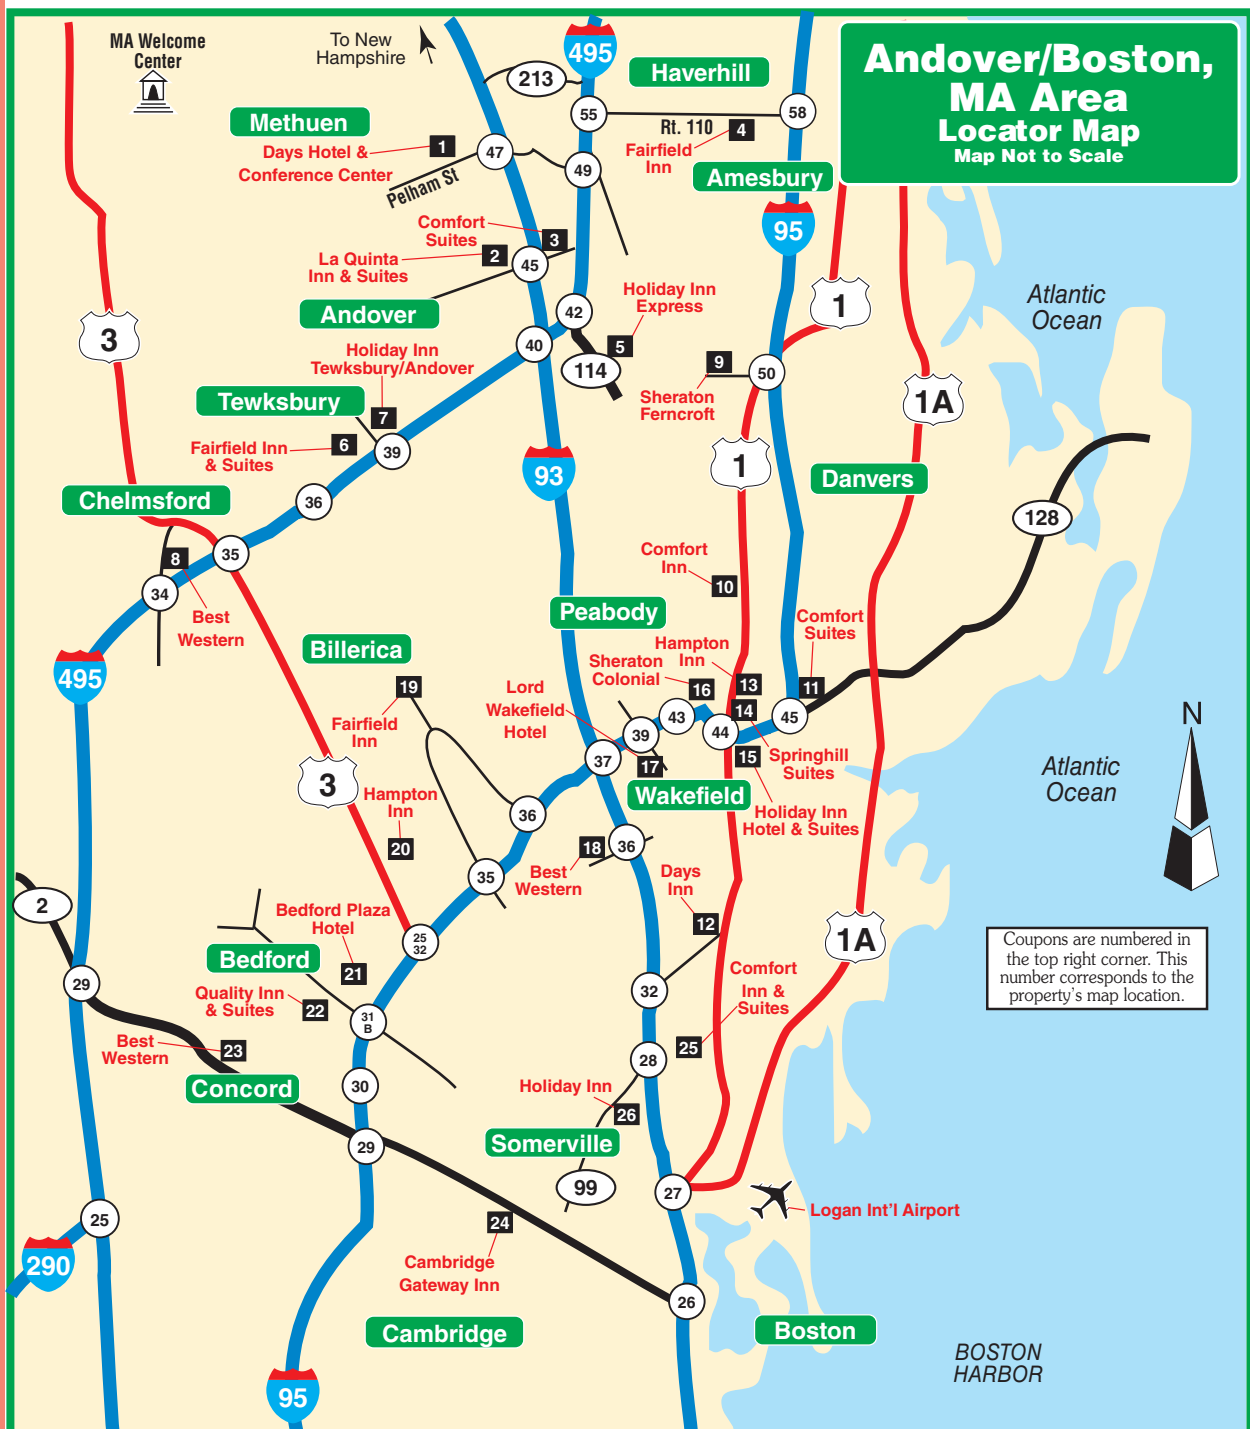 Andover/Boston,
MA Area
Locator Map
Map Not to Scale
MA Welcome
Center
To New
Hampshire
495
213
Haverhill
55
58
Rt. 110
4
Fairfield
Inn
Methuen
1
Days Hotel &
Conference Center
47
49
Pelham St
Amesbury
95
Comfort
Suites
3
2
La Quinta
Inn & Suites
45
1
Atlantic
Ocean
Andover
42
Holiday Inn
Express
3
40
5
114
Holiday Inn
Tewksbury/Andover
9
50
Sheraton
Ferncroft
1A
Tewksbury
7
6
Fairfield Inn
& Suites
39
93
1
Danvers
Chelmsford
36
128
35
8
34
Best
Western
Comfort
Inn
10
Peabody
Comfort
Suites
Billerica
Hampton
Inn
Sheraton
Colonial
495
19
Lord
Wakefield
Hotel
16
13
11
14
43
44
45
39
Fairfield
Inn
37
17
15
Springhill
Suites
N
Atlantic
Ocean
3
Wakefield
Hampton
Inn
20
36
Holiday Inn
Hotel & Suites
18
36
Best
Western
35
Days
Inn
12
2
Bedford Plaza
Hotel
25
32
1A
Coupons are numbered in
the top right corner. This
number corresponds to the
property's map location.
Bedford
21
29
Quality Inn
& Suites
22
31
B
32
Comfort
Inn &
Suites
Best
Western
23
25
28
Concord
30
Holiday Inn
26
29
Somerville
99
27
Logan Int'l Airport
25
24
290
Cambridge
Gateway Inn
26
Cambridge
Boston
BOSTON
HARBOR
95